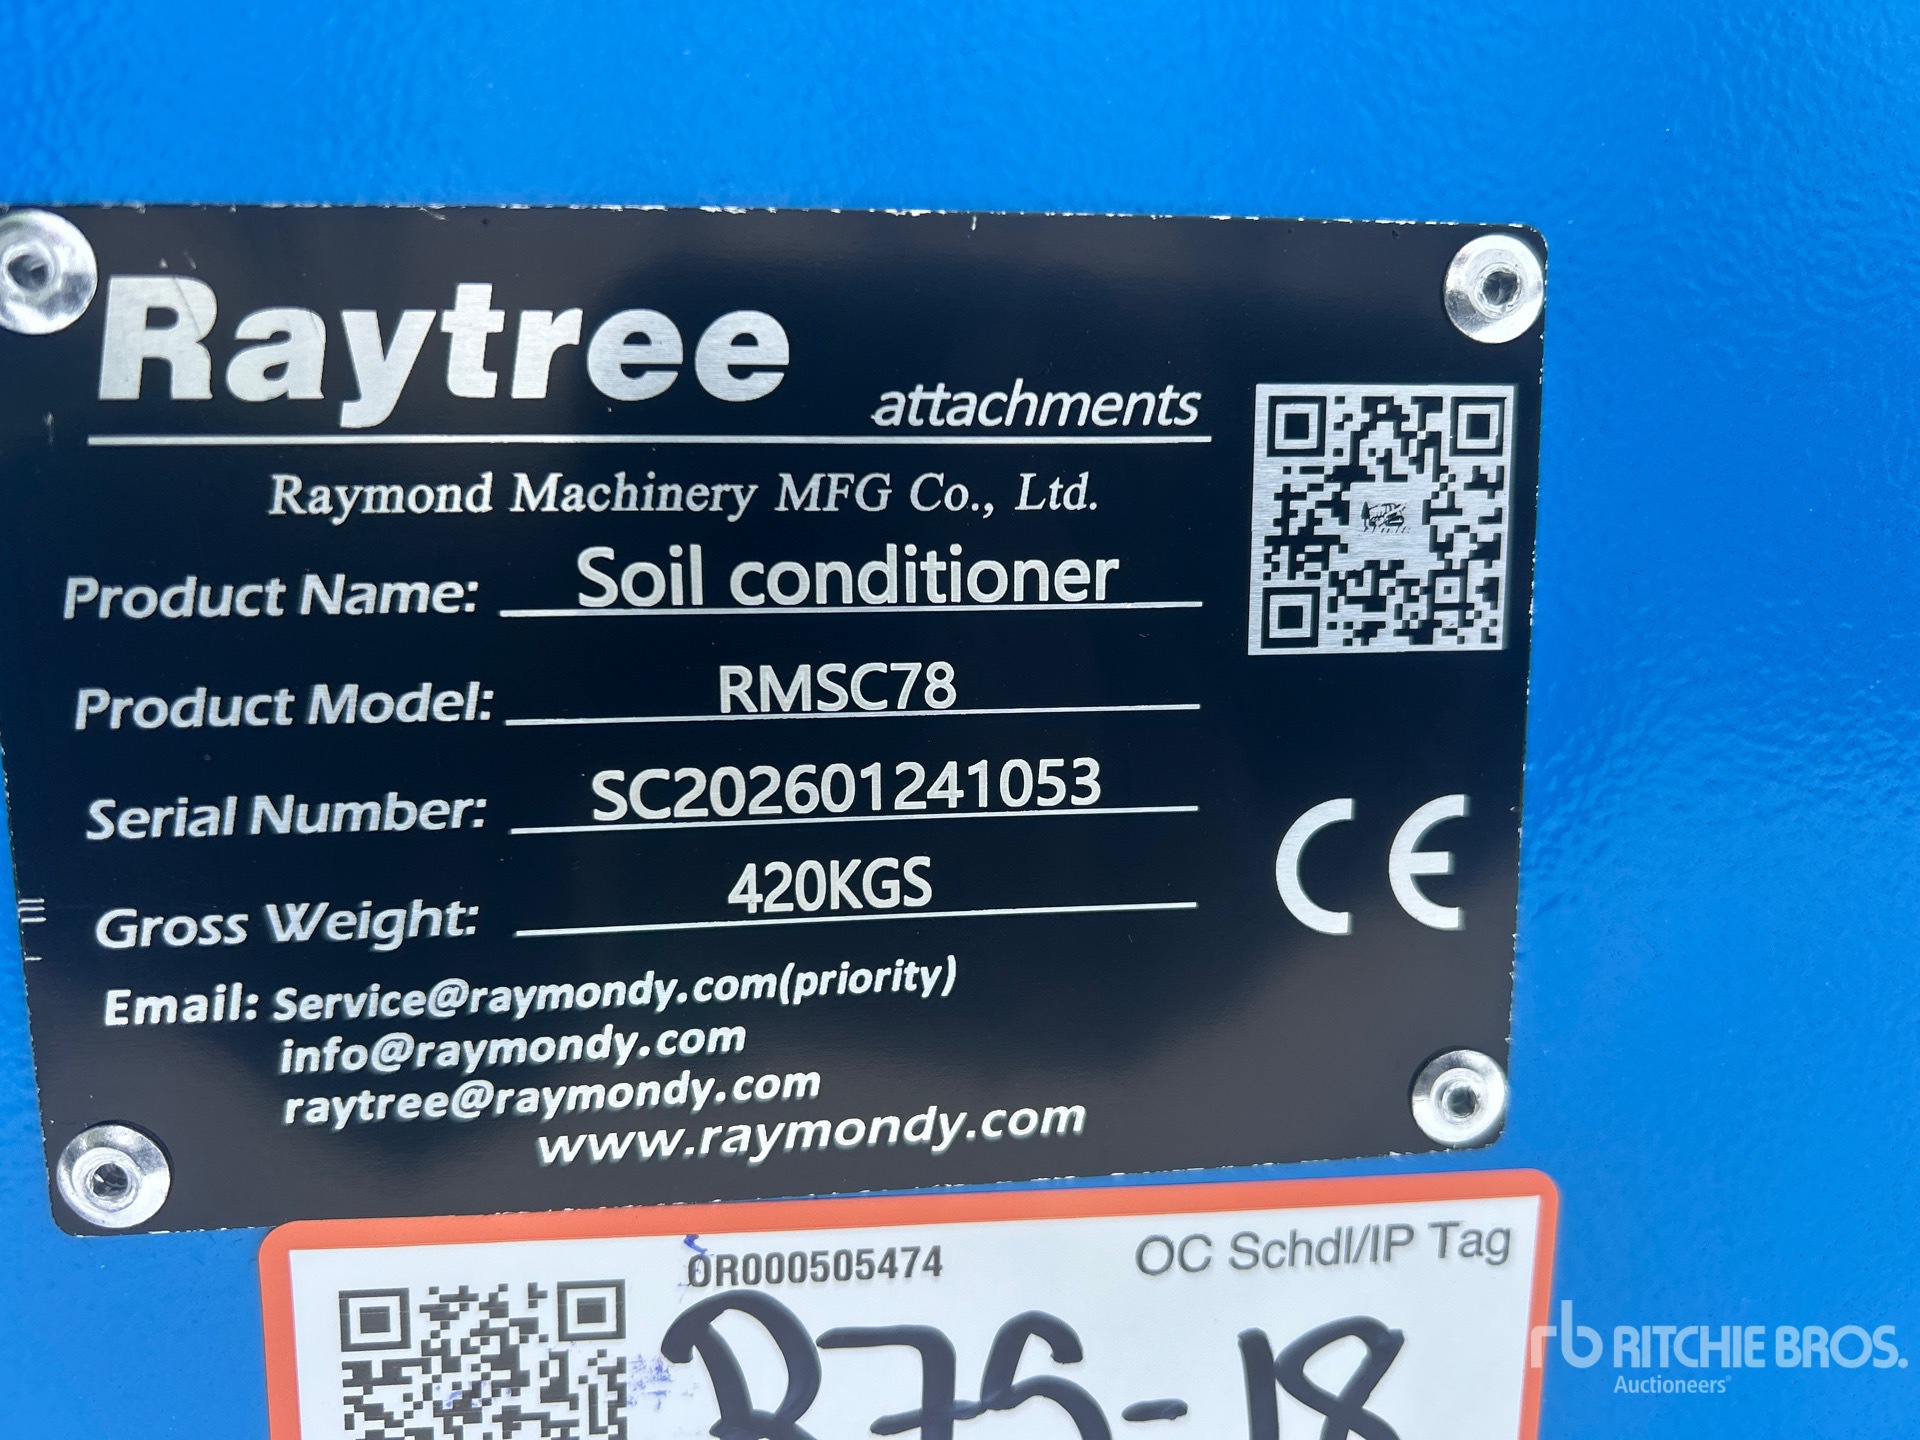 Raytree attachments
Raymond Machinery MFG Co., Ltd.
Product Name: Soil conditioner
Product Model: RMSC78
Serial Number: SC202601241053
Gross Weight: 420KGS
CE
Email: Service@raymondy.com(priority)
info@raymondy.com
raytree@raymondy.com
www.raymondy.com
OR000505474
OC Schdl/IP Tag
rb RITCHIE BROS.
Auctioneers